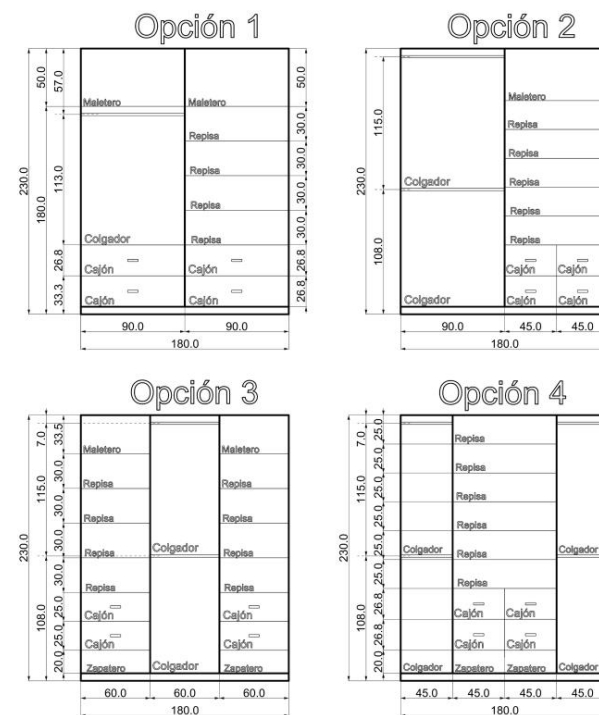 Opción 1
50.0
57.0
50.0
Maletero
Maletero
30.0
Repisa
30.0
230.0
180.0
113.0
Repisa
30.0
Repisa
30.0
Colgador
Repisa
26.8
Cajón
Cajón
26.8
33.3
Cajón
Cajón
26.8
90.0
90.0
180.0
Opción 2
115.0
Maletero
Repisa
Repisa
230.0
Colgador
Repisa
Repisa
108.0
Repisa
Cajón
Cajón
Colgador
Cajón
Cajón
90.0
45.0
45.0
180.0
Opción 3
7.0
33.5
Maletero
Maletero
30.0
115.0
Repisa
Repisa
30.0
Repisa
Repisa
230.0
30.0
Repisa
Colgador
Repisa
30.0
Repisa
Repisa
108.0
25.0
Cajón
Cajón
25.0
Cajón
Cajón
20.0
Zapatero
Colgador
Zapatero
60.0
60.0
60.0
180.0
Opción 4
7.0
25.0
Repisa
25.0
115.0
Repisa
25.0
Repisa
25.0
Repisa
230.0
25.0
Colgador
Repisa
Colgador
25.0
Repisa
108.0
26.8
Cajón
Cajón
26.8
Cajón
Cajón
20.0
Colgador
Zapatero
Zapatero
Colgador
45.0
45.0
45.0
45.0
180.0